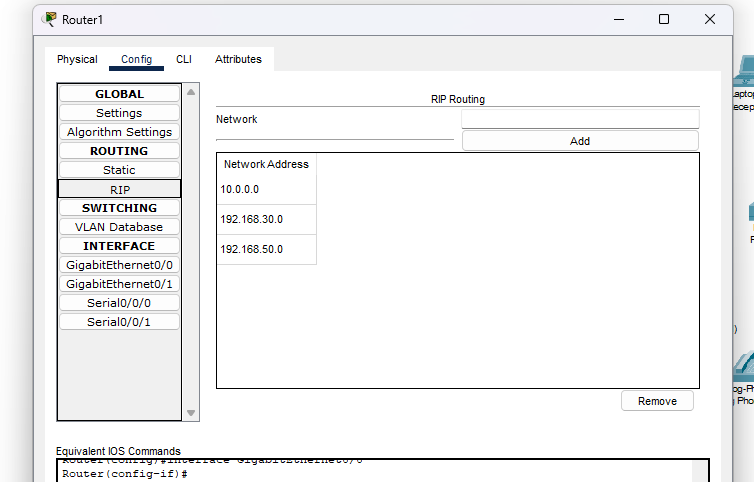 Router1
Physical Config CLI Attributes
GLOBAL
Settings
Algorithm Settings
ROUTING
Static
RIP
SWITCHING
VLAN Database
INTERFACE
GigabitEthernet0/0
GigabitEthernet0/1
Serial0/0/0
Serial0/0/1
RIP Routing
Network
Add
Network Address
10.0.0.0
192.168.30.0
192.168.50.0
Remove
Equivalent IOS Commands
Router(config)#interface GigabitEthernet0/0
Router(config-if)#